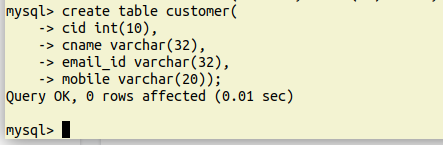 mysql> create table customer(
    -> cid int(10),
    -> cname varchar(32),
    -> email_id varchar(32),
    -> mobile varchar(20));
Query OK, 0 rows affected (0.01 sec)
mysql>